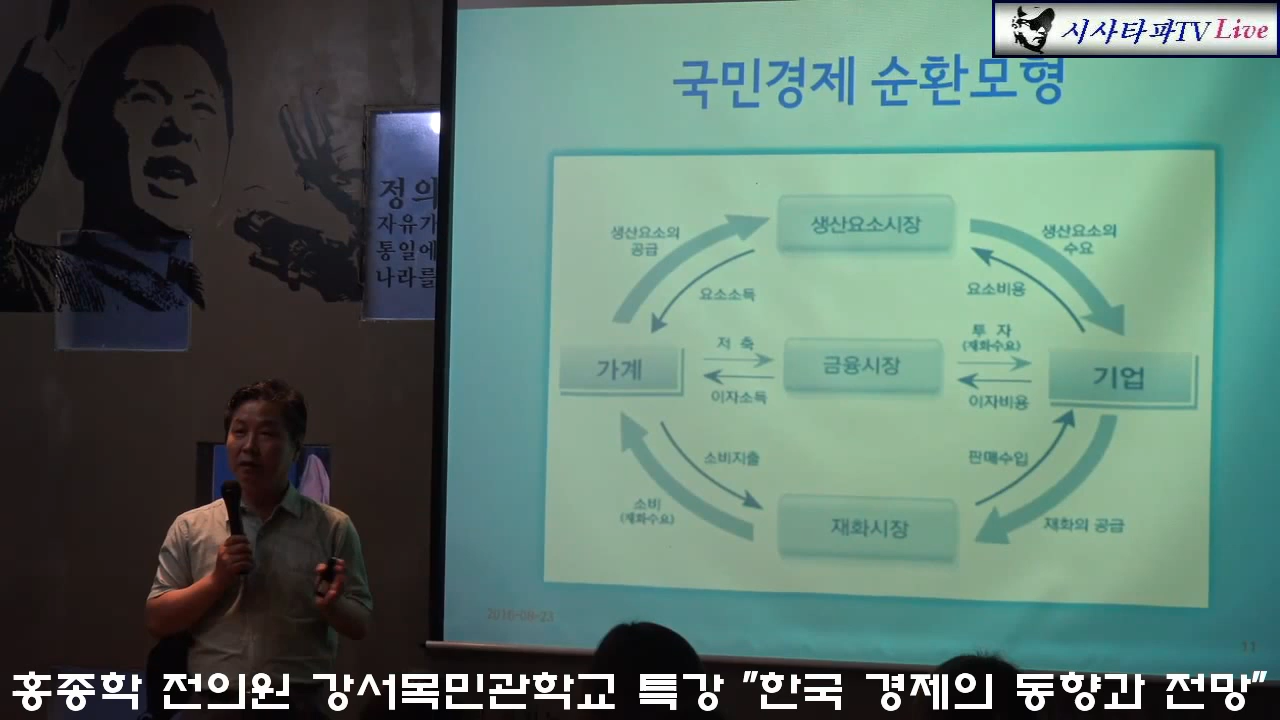 시사타파TV Live
국민경제 순환모형
정의
자유가
통일에
나라를
생산요소의
공급
생산요소시장
생산요소의
수요
요소소득
요소비용
저 축
투 자
(재화수요)
가계
금융시장
기업
이자소득
이자비용
소비지출
판매수입
소비
(재화수요)
재화시장
재화의 공급
2016-08-23
11
홍종학 전의원 강서목민관학교 특강 "한국 경제의 동향과 전망"